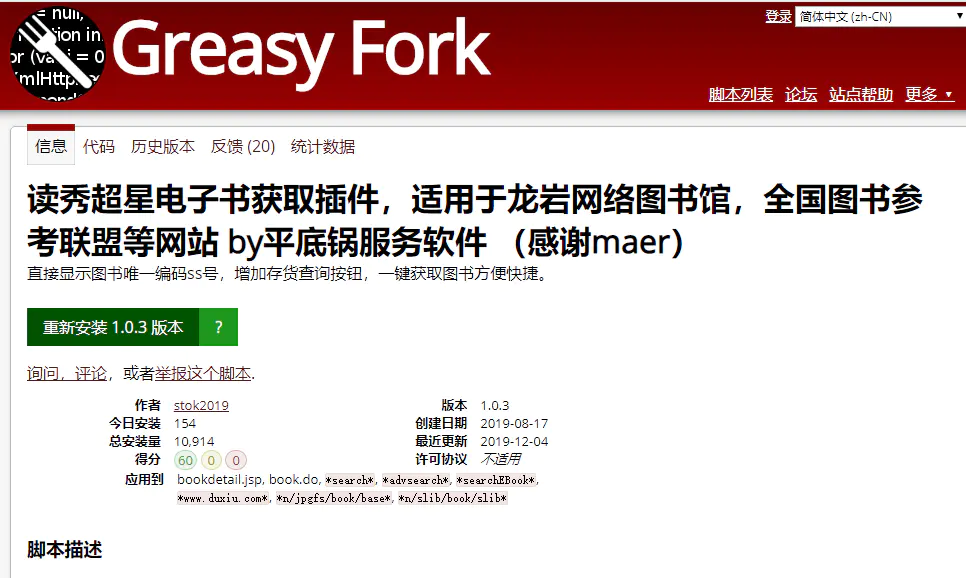 = null,
tion in
or (var i = 0
XmlHttp
Greasy Fork
登录 简体中文 (zh-CN)
脚本列表 论坛 站点帮助 更多
信息 代码 历史版本 反馈 (20) 统计数据
读秀超星电子书获取插件，适用于龙岩网络图书馆，全国图书参
考联盟等网站 by平底锅服务软件 （感谢maer）
直接显示图书唯一编码ss号，增加存货查询按钮，一键获取图书方便快捷。
重新安装 1.0.3 版本 ?
询问，评论，或者举报这个脚本.
作者 stok2019 版本 1.0.3
今日安装 154 创建日期 2019-08-17
总安装量 10,914 最近更新 2019-12-04
得分 60 0 0 许可协议 不适用
应用到 bookdetail.jsp, book.do, *search*, *advsearch*, *searchEBook*,
*www.duxiu.com*, *n/jpgfs/book/base*, *n/slib/book/slib*
脚本描述